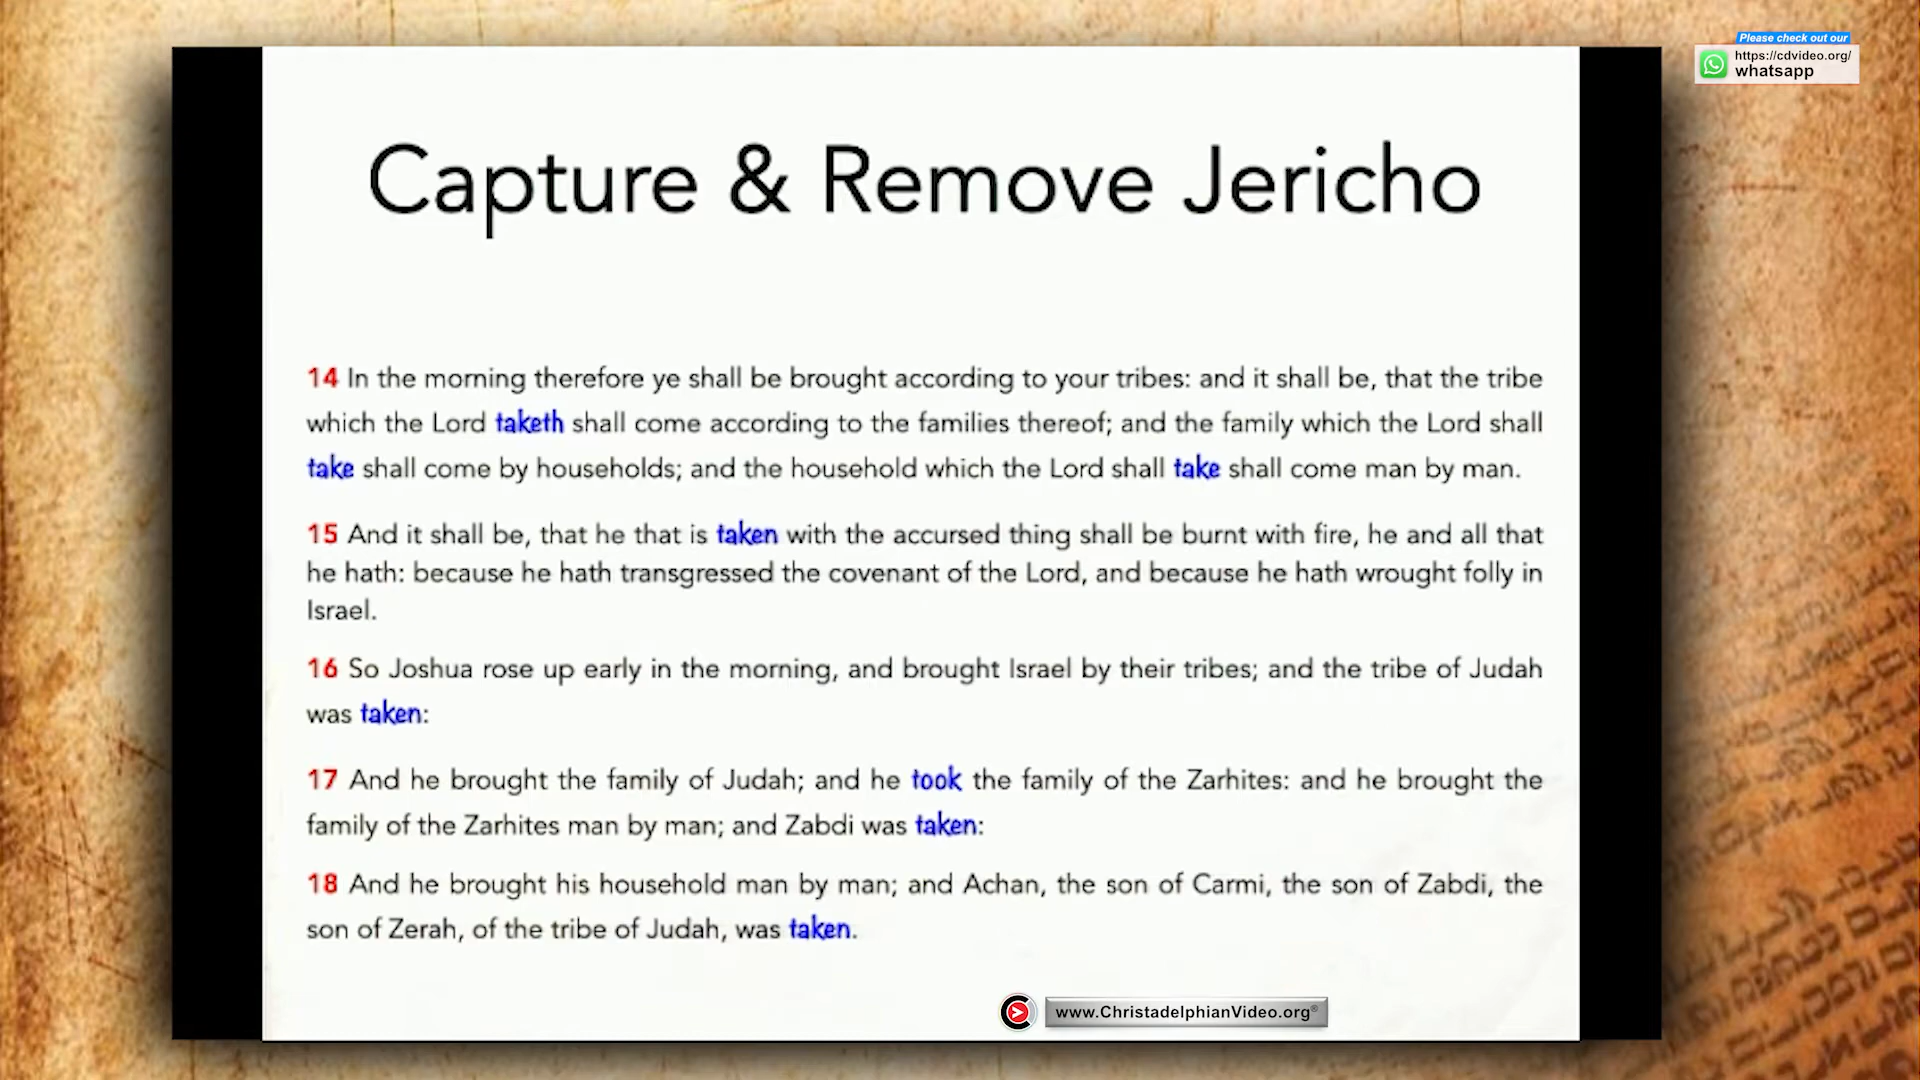 Please check out our
https://cdvideo.org/
whatsapp
Capture & Remove Jericho
14 In the morning therefore ye shall be brought according to your tribes: and it shall be, that the tribe
which the Lord taketh shall come according to the families thereof; and the family which the Lord shall
take shall come by households; and the household which the Lord shall take shall come man by man.
15 And it shall be, that he that is taken with the accursed thing shall be burnt with fire, he and all that
he hath: because he hath transgressed the covenant of the Lord, and because he hath wrought folly in
Israel.
16 So Joshua rose up early in the morning, and brought Israel by their tribes; and the tribe of Judah
was taken:
17 And he brought the family of Judah; and he took the family of the Zarhites: and he brought the
family of the Zarhites man by man; and Zabdi was taken:
18 And he brought his household man by man; and Achan, the son of Carmi, the son of Zabdi, the
son of Zerah, of the tribe of Judah, was taken.
www.ChristadelphianVideo.org®